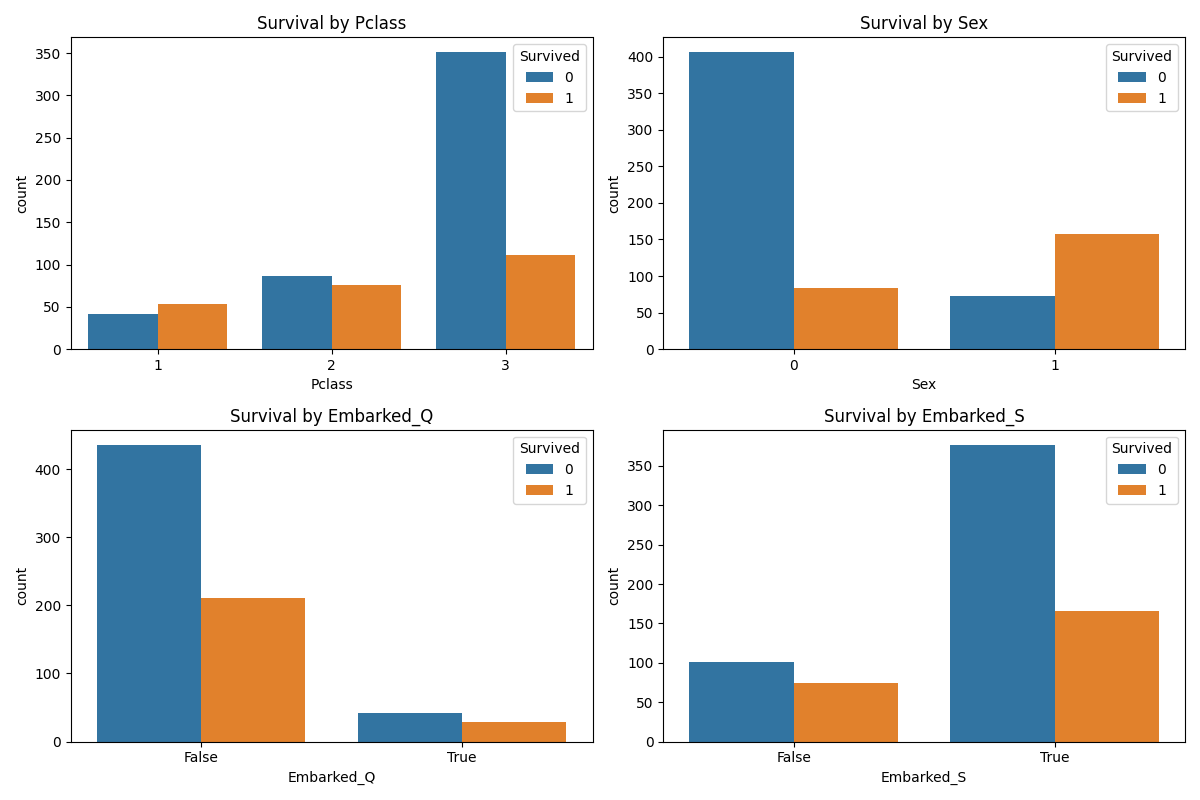 Survival by Pclass
350
300
250
200
150
100
50
0
count
1 2 3
Pclass
Survived
0
1
Survival by Sex
400
350
300
250
200
150
100
50
0
count
0 1
Sex
Survived
0
1
Survival by Embarked_Q
400
300
200
100
0
count
False True
Embarked_Q
Survived
0
1
Survival by Embarked_S
350
300
250
200
150
100
50
0
count
False True
Embarked_S
Survived
0
1